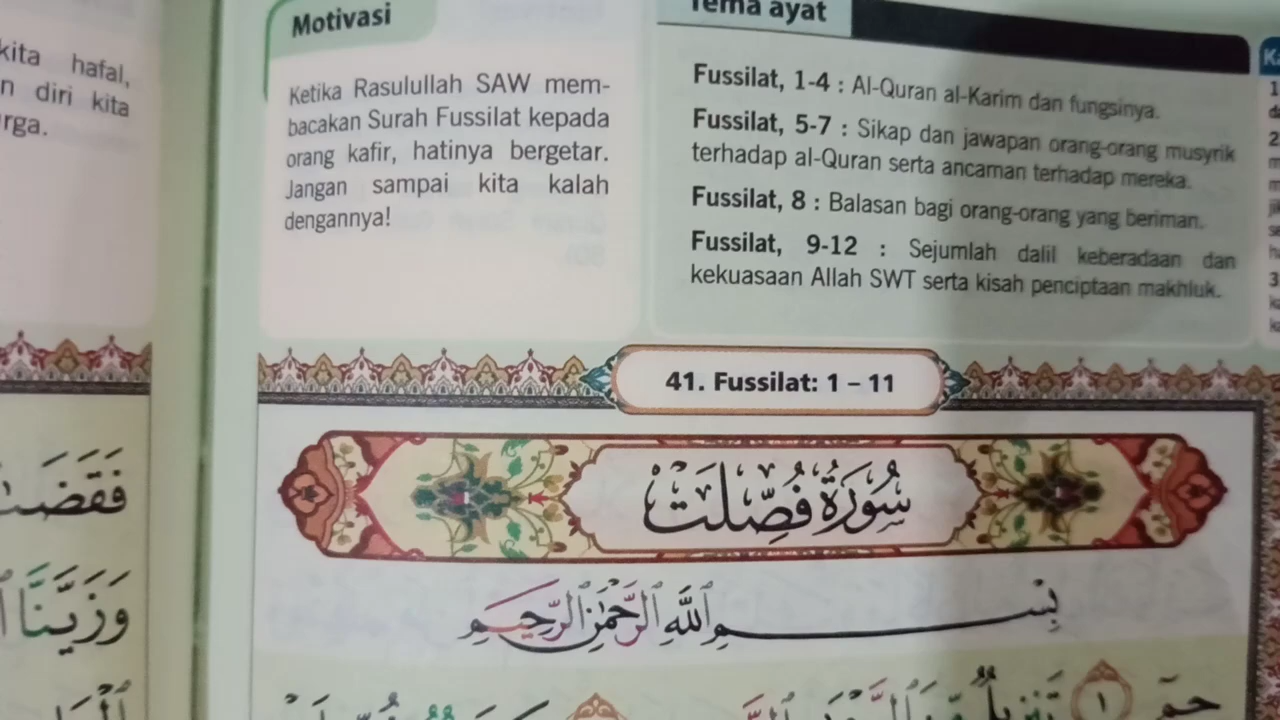 kita hafal,
diri kita
Motivasi
Ketika Rasulullah SAW mem-
bacakan Surah Fussilat kepada
orang kafir, hatinya bergetar.
Jangan sampai kita kalah
dengannya!
Tema ayat
Fussilat, 1-4 : Al-Quran al-Karim dan fungsinya.
Fussilat, 5-7 : Sikap dan jawapan orang-orang musyrik
terhadap al-Quran serta ancaman terhadap mereka.
Fussilat, 8 : Balasan bagi orang-orang yang beriman.
Fussilat, 9-12 : Sejumlah dalil keberadaan dan
kekuasaan Allah SWT serta kisah penciptaan makhluk.
41. Fussilat: 1 – 11
سُورَةُ فُصِّلَتْ
بِسْمِ اللَّهِ الرَّحْمَٰنِ الرَّحِيمِ
حمٓ ١
وَزَيَّنَّا